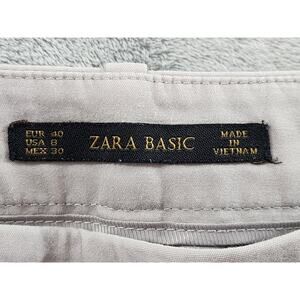 EUR 40
USA 8
MEX 30
ZARA BASIC
MADE
IN
VIETNAM